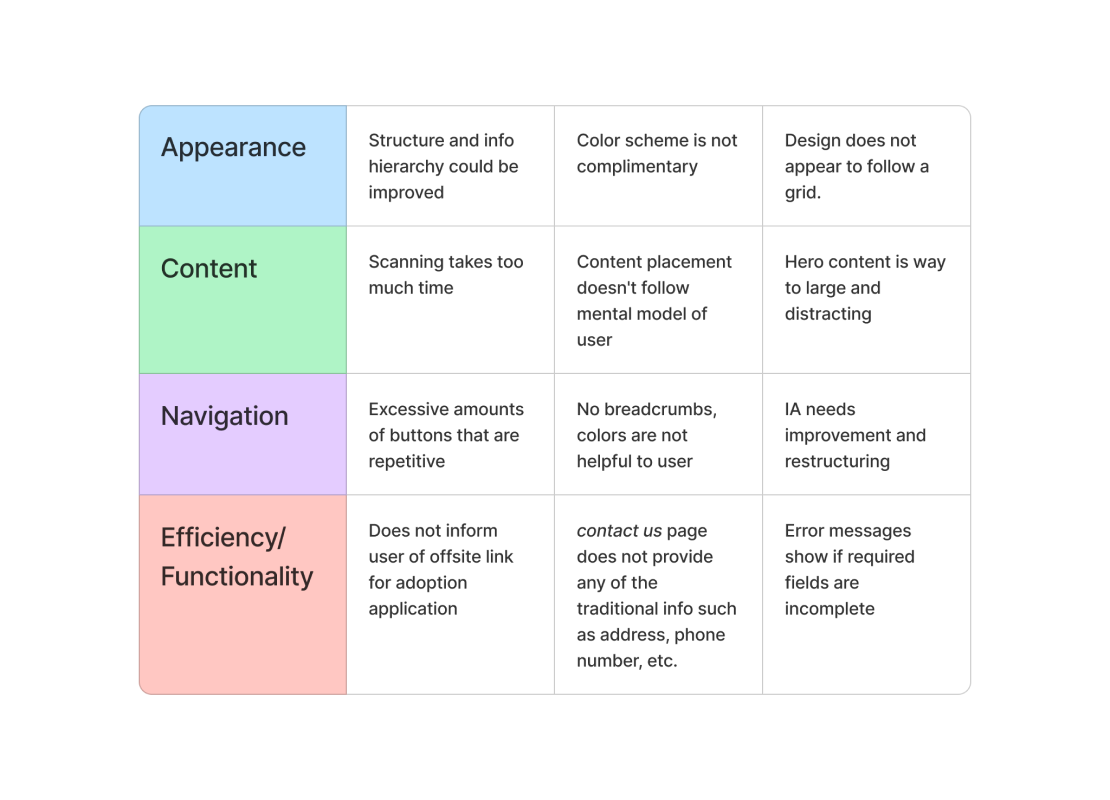 Appearance
Structure and info
hierarchy could be
improved
Color scheme is not
complimentary
Design does not
appear to follow a
grid.
Content
Scanning takes too
much time
Content placement
doesn't follow
mental model of
user
Hero content is way
to large and
distracting
Navigation
Excessive amounts
of buttons that are
repetitive
No breadcrumbs,
colors are not
helpful to user
IA needs
improvement and
restructuring
Efficiency/
Functionality
Does not inform
user of offsite link
for adoption
application
contact us page
does not provide
any of the
traditional info such
as address, phone
number, etc.
Error messages
show if required
fields are
incomplete